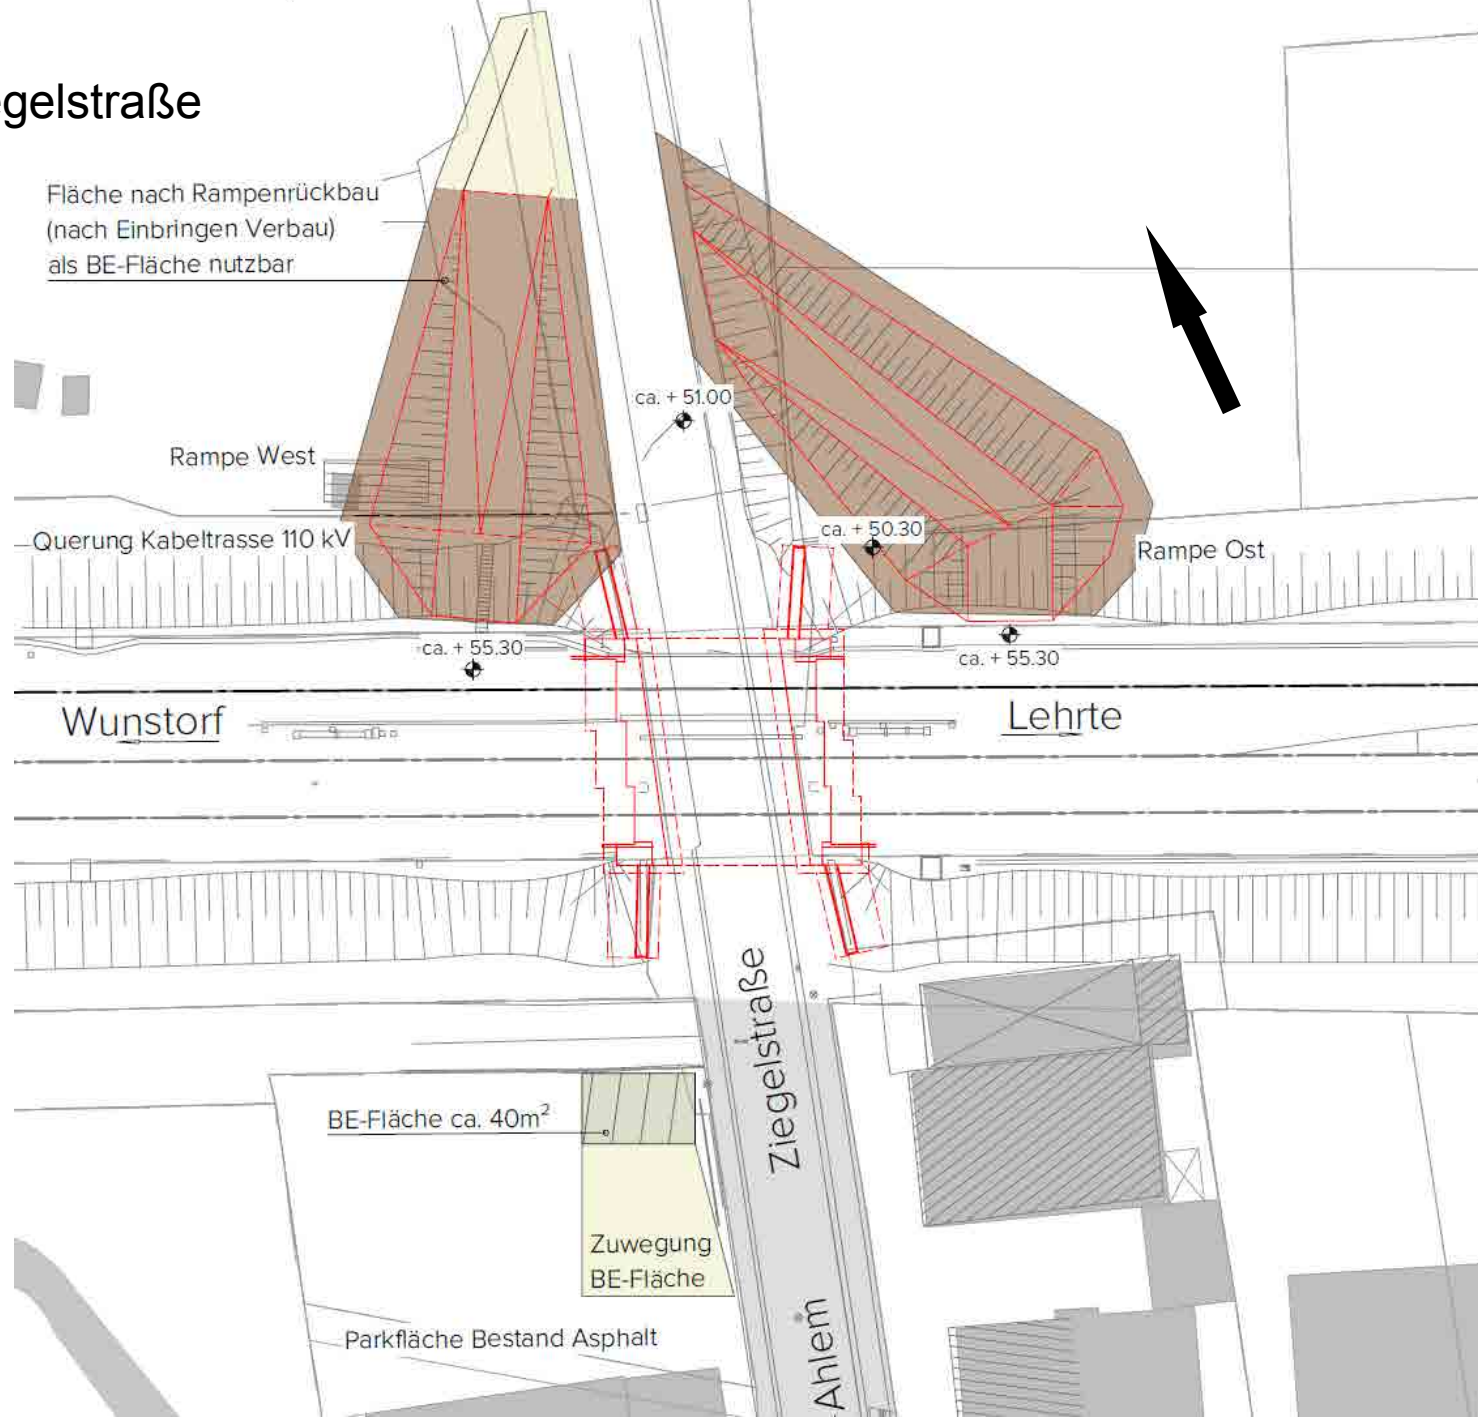 gelstraße
Fläche nach Rampenrückbau
(nach Einbringen Verbau)
als BE-Fläche nutzbar
ca. + 51.00
Rampe West
ca. + 50.30
Querung Kabeltrasse 110 kV
Rampe Ost
ca. + 55.30
ca. + 55.30
Wunstorf
Lehrte
Ziegelstraße
BE-Fläche ca. 40m²
Zuwegung
BE-Fläche
Parkfläche Bestand Asphalt
Ahlem